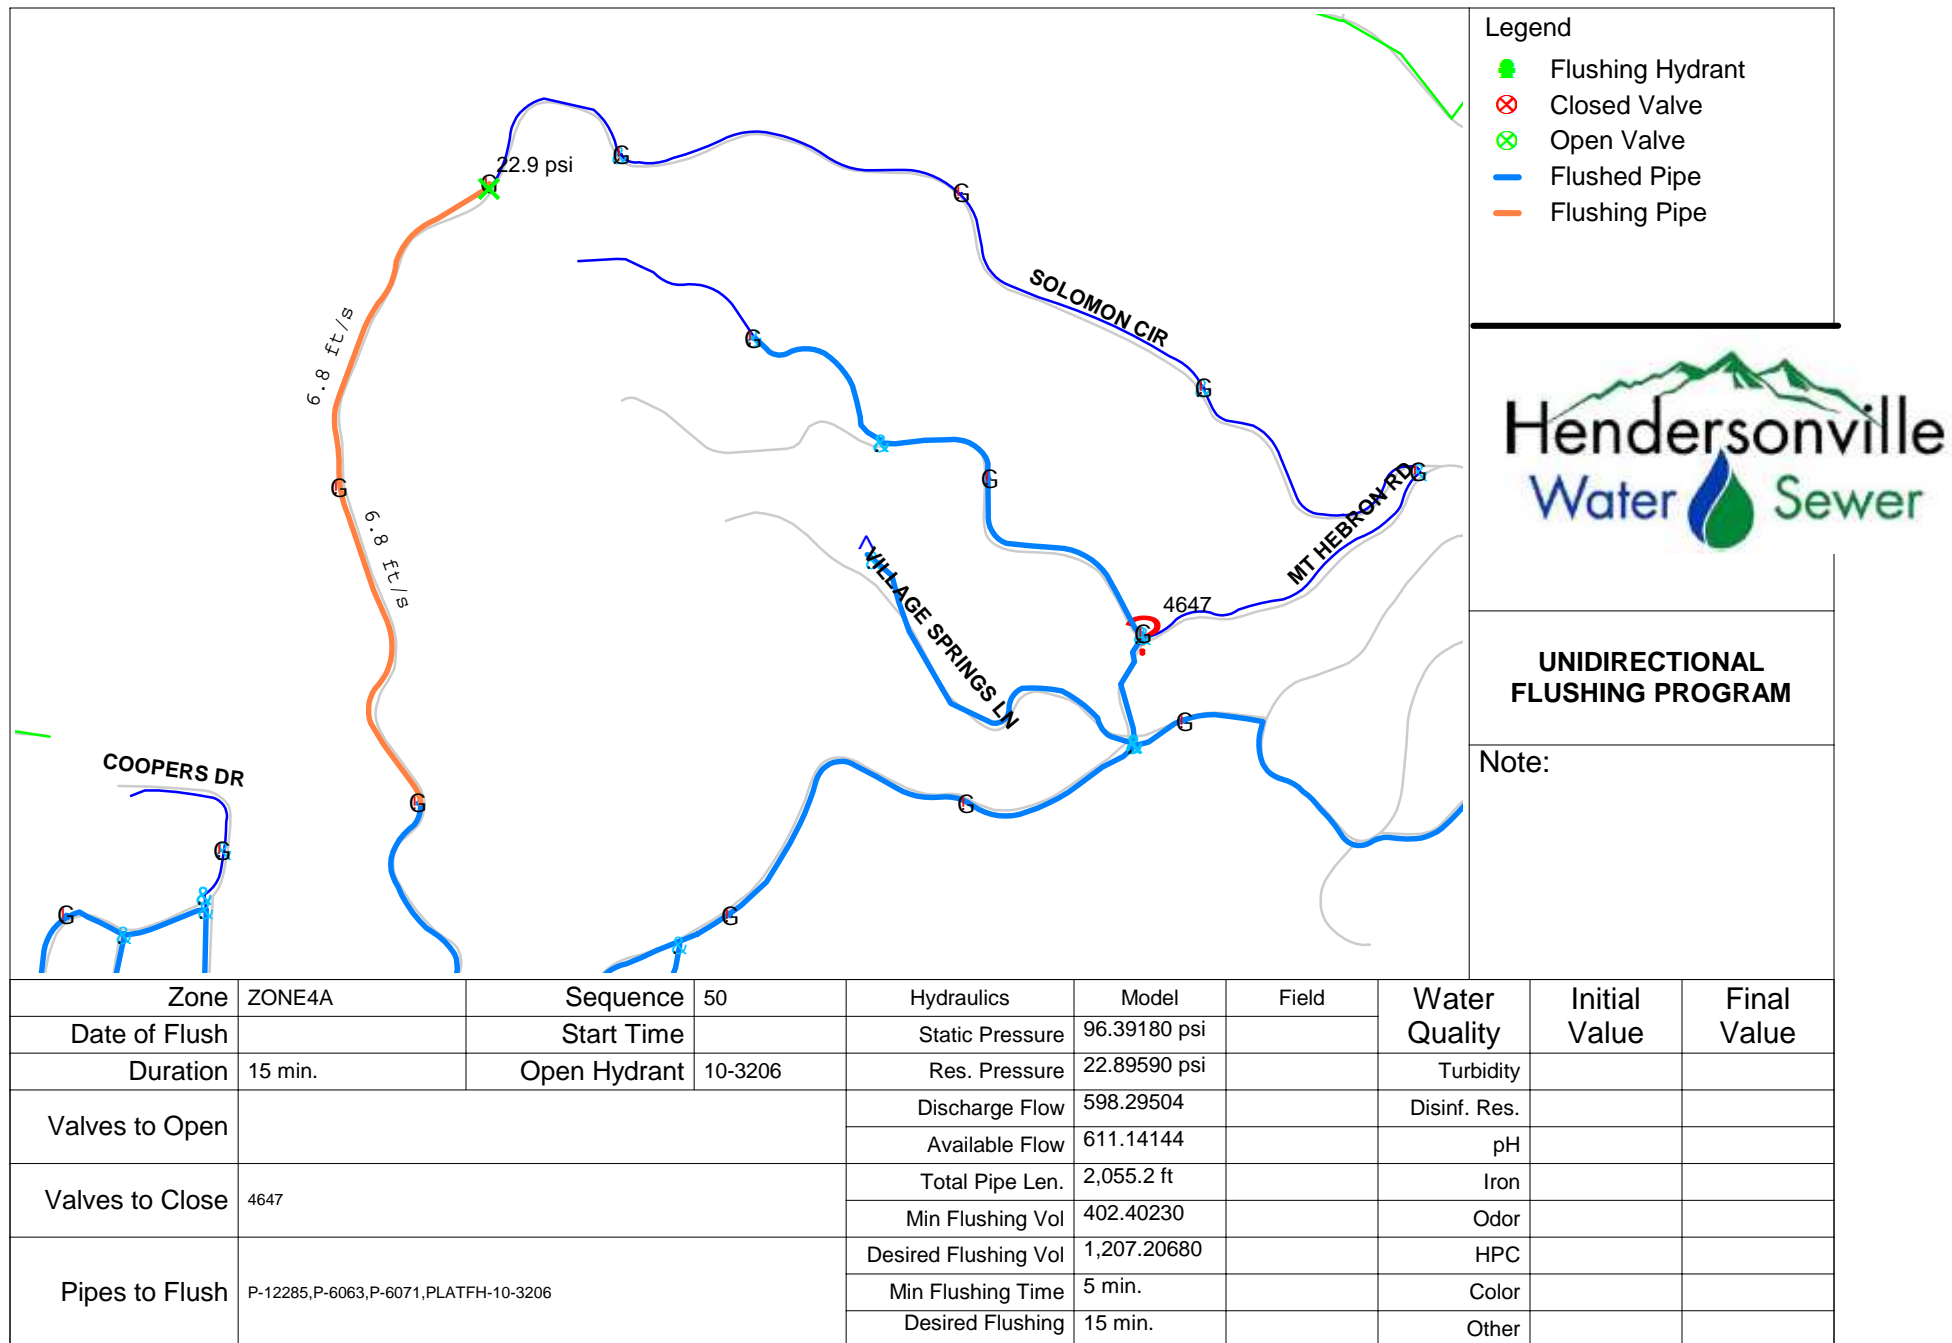 Legend
Flushing Hydrant
Closed Valve
Open Valve
Flushed Pipe
Flushing Pipe
22.9 psi
SOLOMON CIR
6.8 ft/s
6.8 ft/s
MT HEBRON RD
4647
VILLAGE SPRINGS LN
COOPERS DR
Hendersonville
Water Sewer
UNIDIRECTIONAL
FLUSHING PROGRAM
Note:
Zone ZONE4A Sequence 50 Hydraulics Model Field Water Quality Initial Value Final Value
Date of Flush Start Time Static Pressure 96.39180 psi
Duration 15 min. Open Hydrant 10-3206 Res. Pressure 22.89590 psi Turbidity
Valves to Open Discharge Flow 598.29504 Disinf. Res.
Available Flow 611.14144 pH
Valves to Close 4647 Total Pipe Len. 2,055.2 ft Iron
Min Flushing Vol 402.40230 Odor
Pipes to Flush P-12285,P-6063,P-6071,PLATFH-10-3206 Desired Flushing Vol 1,207.20680 HPC
Min Flushing Time 5 min. Color
Desired Flushing 15 min. Other